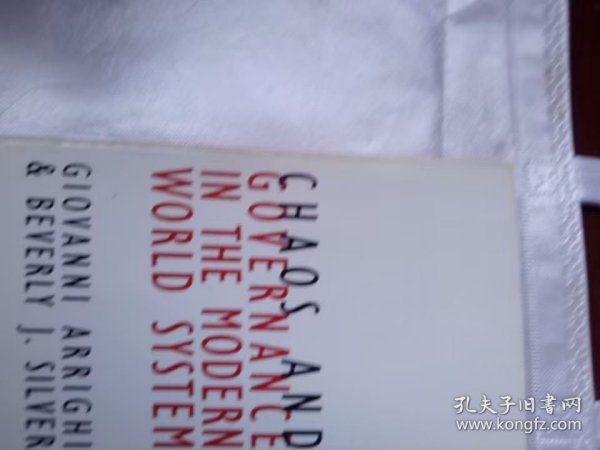 CHAOS AND
GOVERNANCE
IN THE MODERN
WORLD SYSTEM
GIOVANNI ARRIGHI
& BEVERLY J. SILVER
孔夫子旧书网
www.kongfz.com